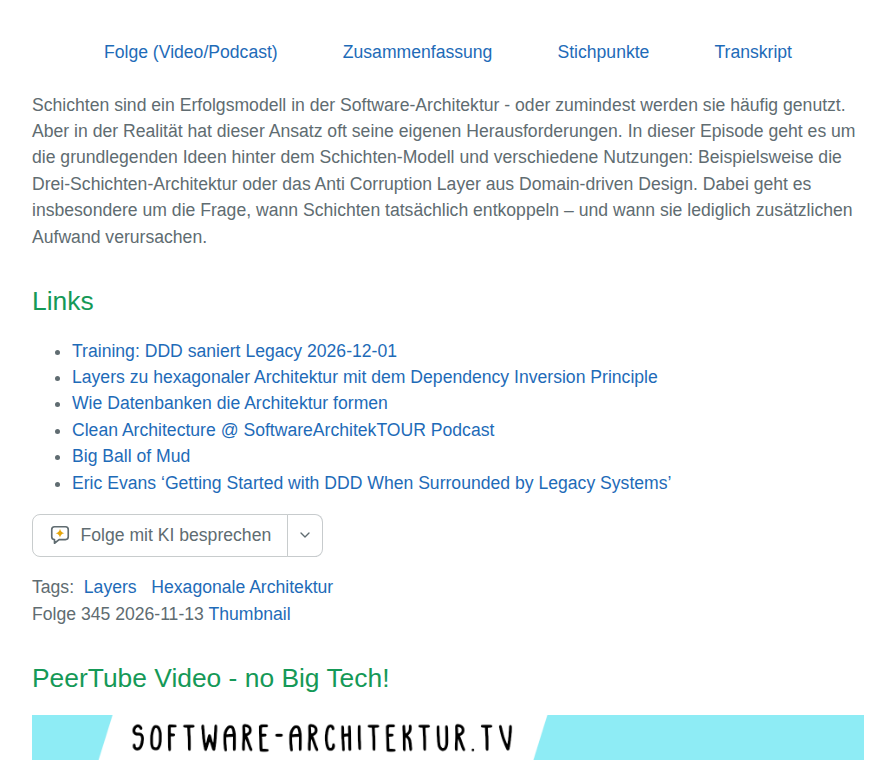 Folge (Video/Podcast) Zusammenfassung Stichpunkte Transkript
Schichten sind ein Erfolgsmodell in der Software-Architektur - oder zumindest werden sie häufig genutzt.
Aber in der Realität hat dieser Ansatz oft seine eigenen Herausforderungen. In dieser Episode geht es um
die grundlegenden Ideen hinter dem Schichten-Modell und verschiedene Nutzungen: Beispielsweise die
Drei-Schichten-Architektur oder das Anti Corruption Layer aus Domain-driven Design. Dabei geht es
insbesondere um die Frage, wann Schichten tatsächlich entkoppeln – und wann sie lediglich zusätzlichen
Aufwand verursachen.
Links
Training: DDD saniert Legacy 2026-12-01
Layers zu hexagonaler Architektur mit dem Dependency Inversion Principle
Wie Datenbanken die Architektur formen
Clean Architecture @ SoftwareArchitekTOUR Podcast
Big Ball of Mud
Eric Evans ‘Getting Started with DDD When Surrounded by Legacy Systems’
Folge mit KI besprechen
Tags: Layers Hexagonale Architektur
Folge 345 2026-11-13 Thumbnail
PeerTube Video - no Big Tech!
SOFTWARE-ARCHITEKTUR.TV